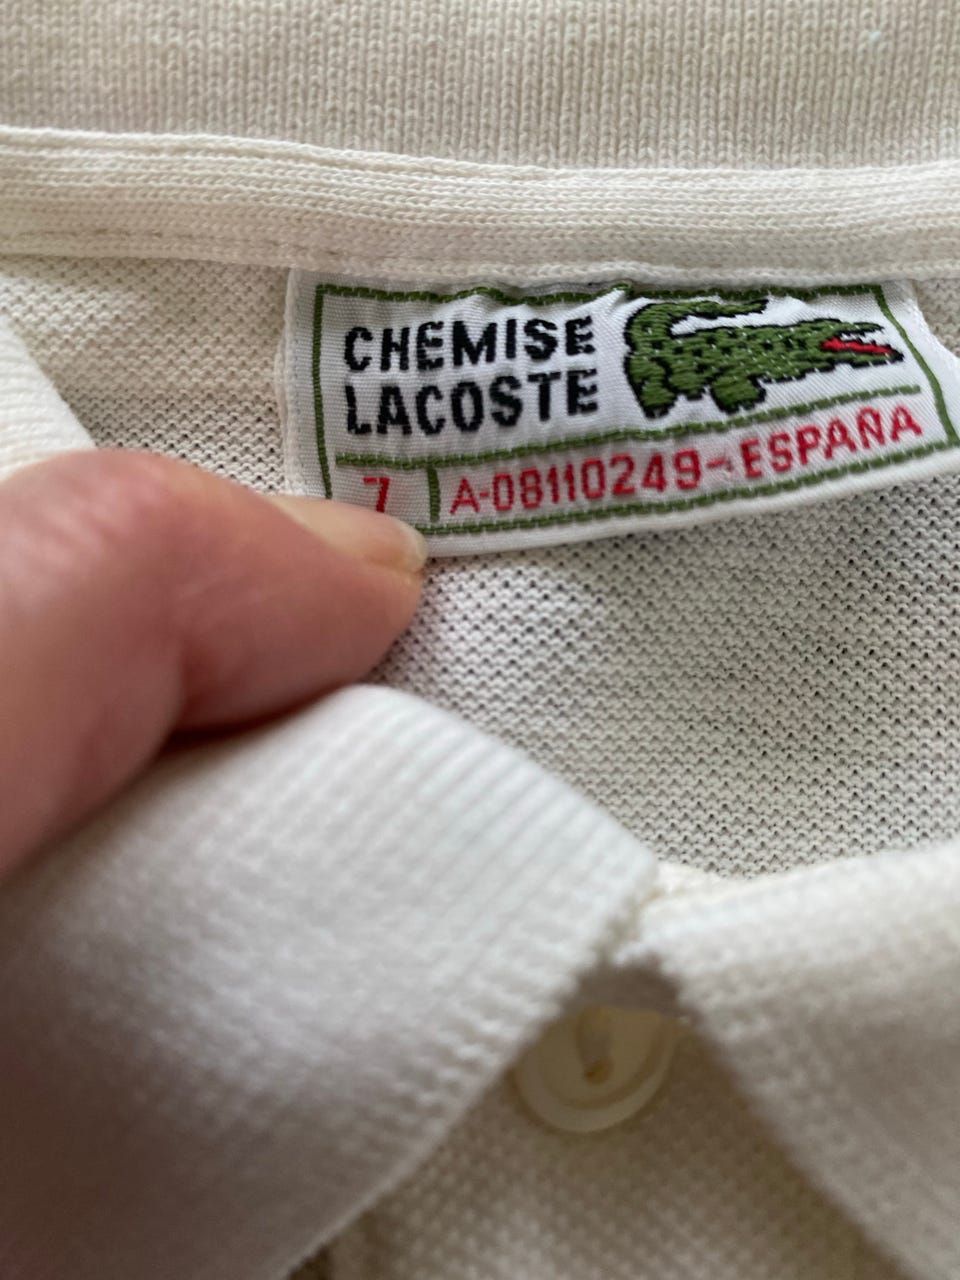 CHEMISE
LACOSTE
7 A-08110249-ESPAÑA